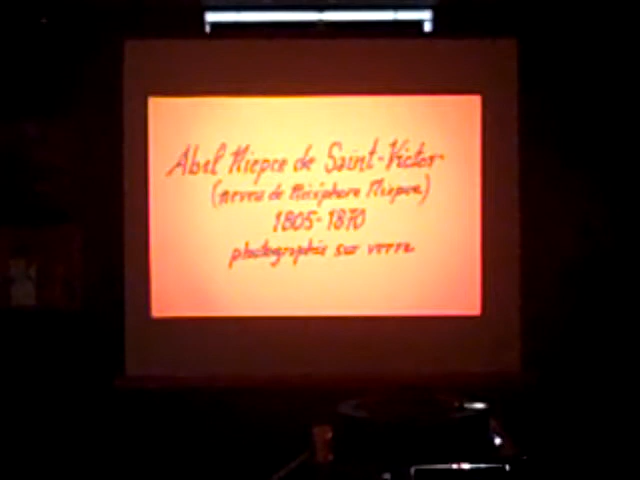 Abel Niepce de Saint-Victor
(neveu de Nicéphore Niepce)
1805-1870
photographie sur verre